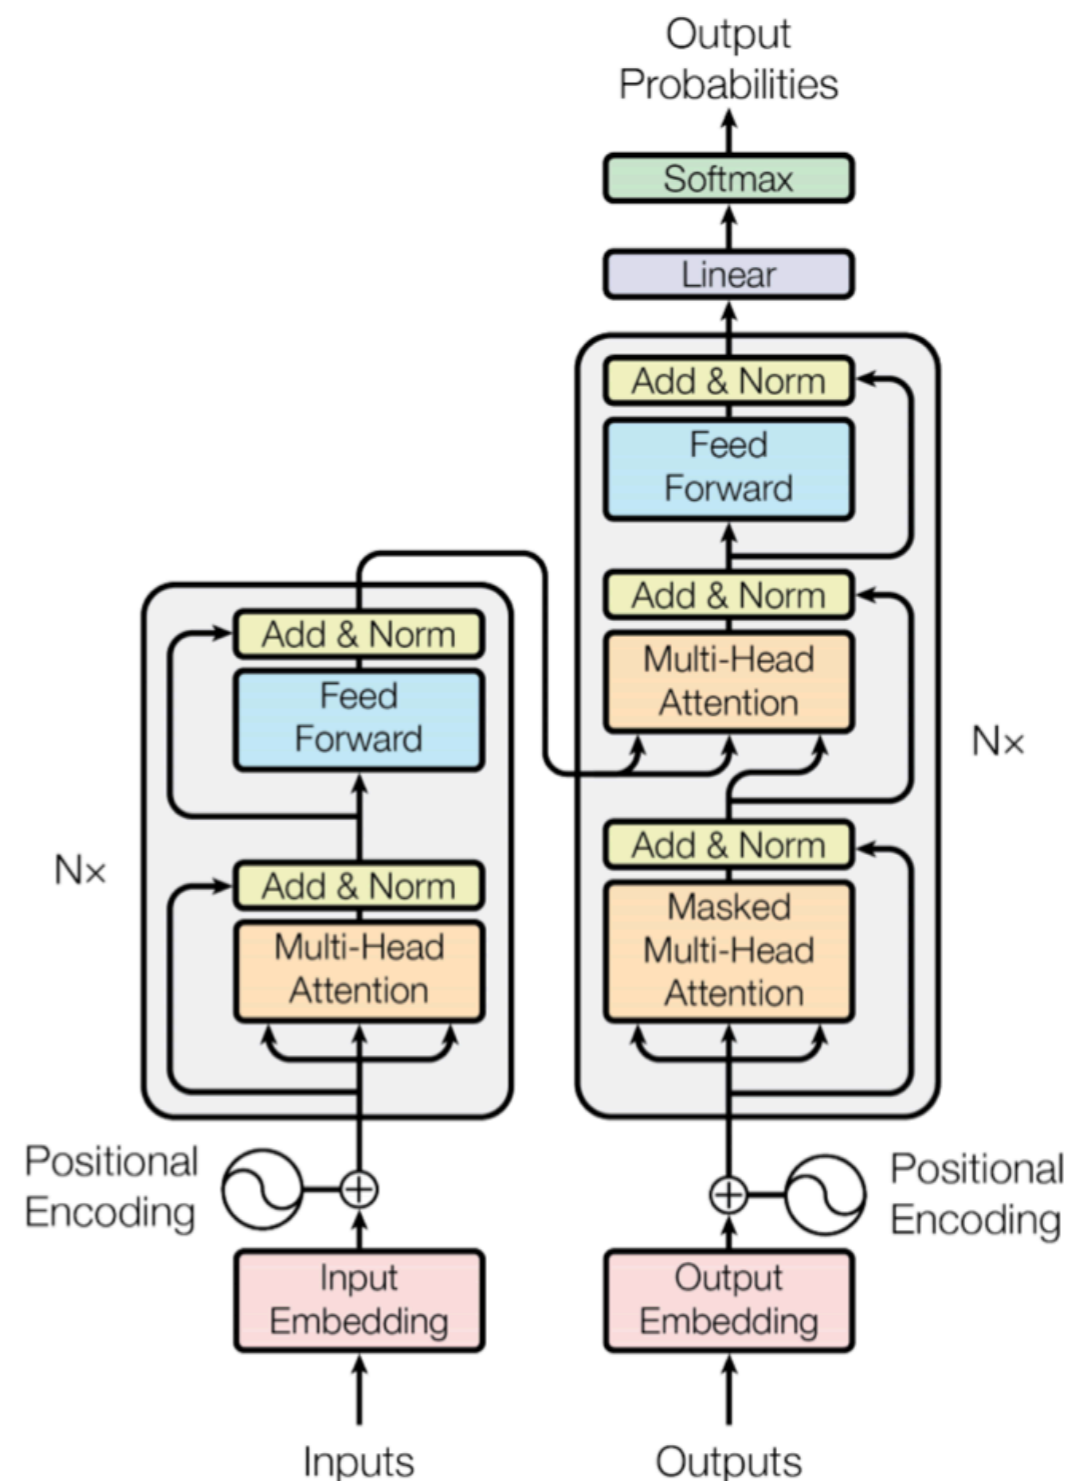 Output
Probabilities
Softmax
Linear
Add & Norm
Feed
Forward
Add & Norm
Multi-Head
Attention
Add & Norm
Masked
Multi-Head
Attention
Nx
Add & Norm
Feed
Forward
Add & Norm
Multi-Head
Attention
Nx
Positional
Encoding
Positional
Encoding
Input
Embedding
Output
Embedding
Inputs
Outputs